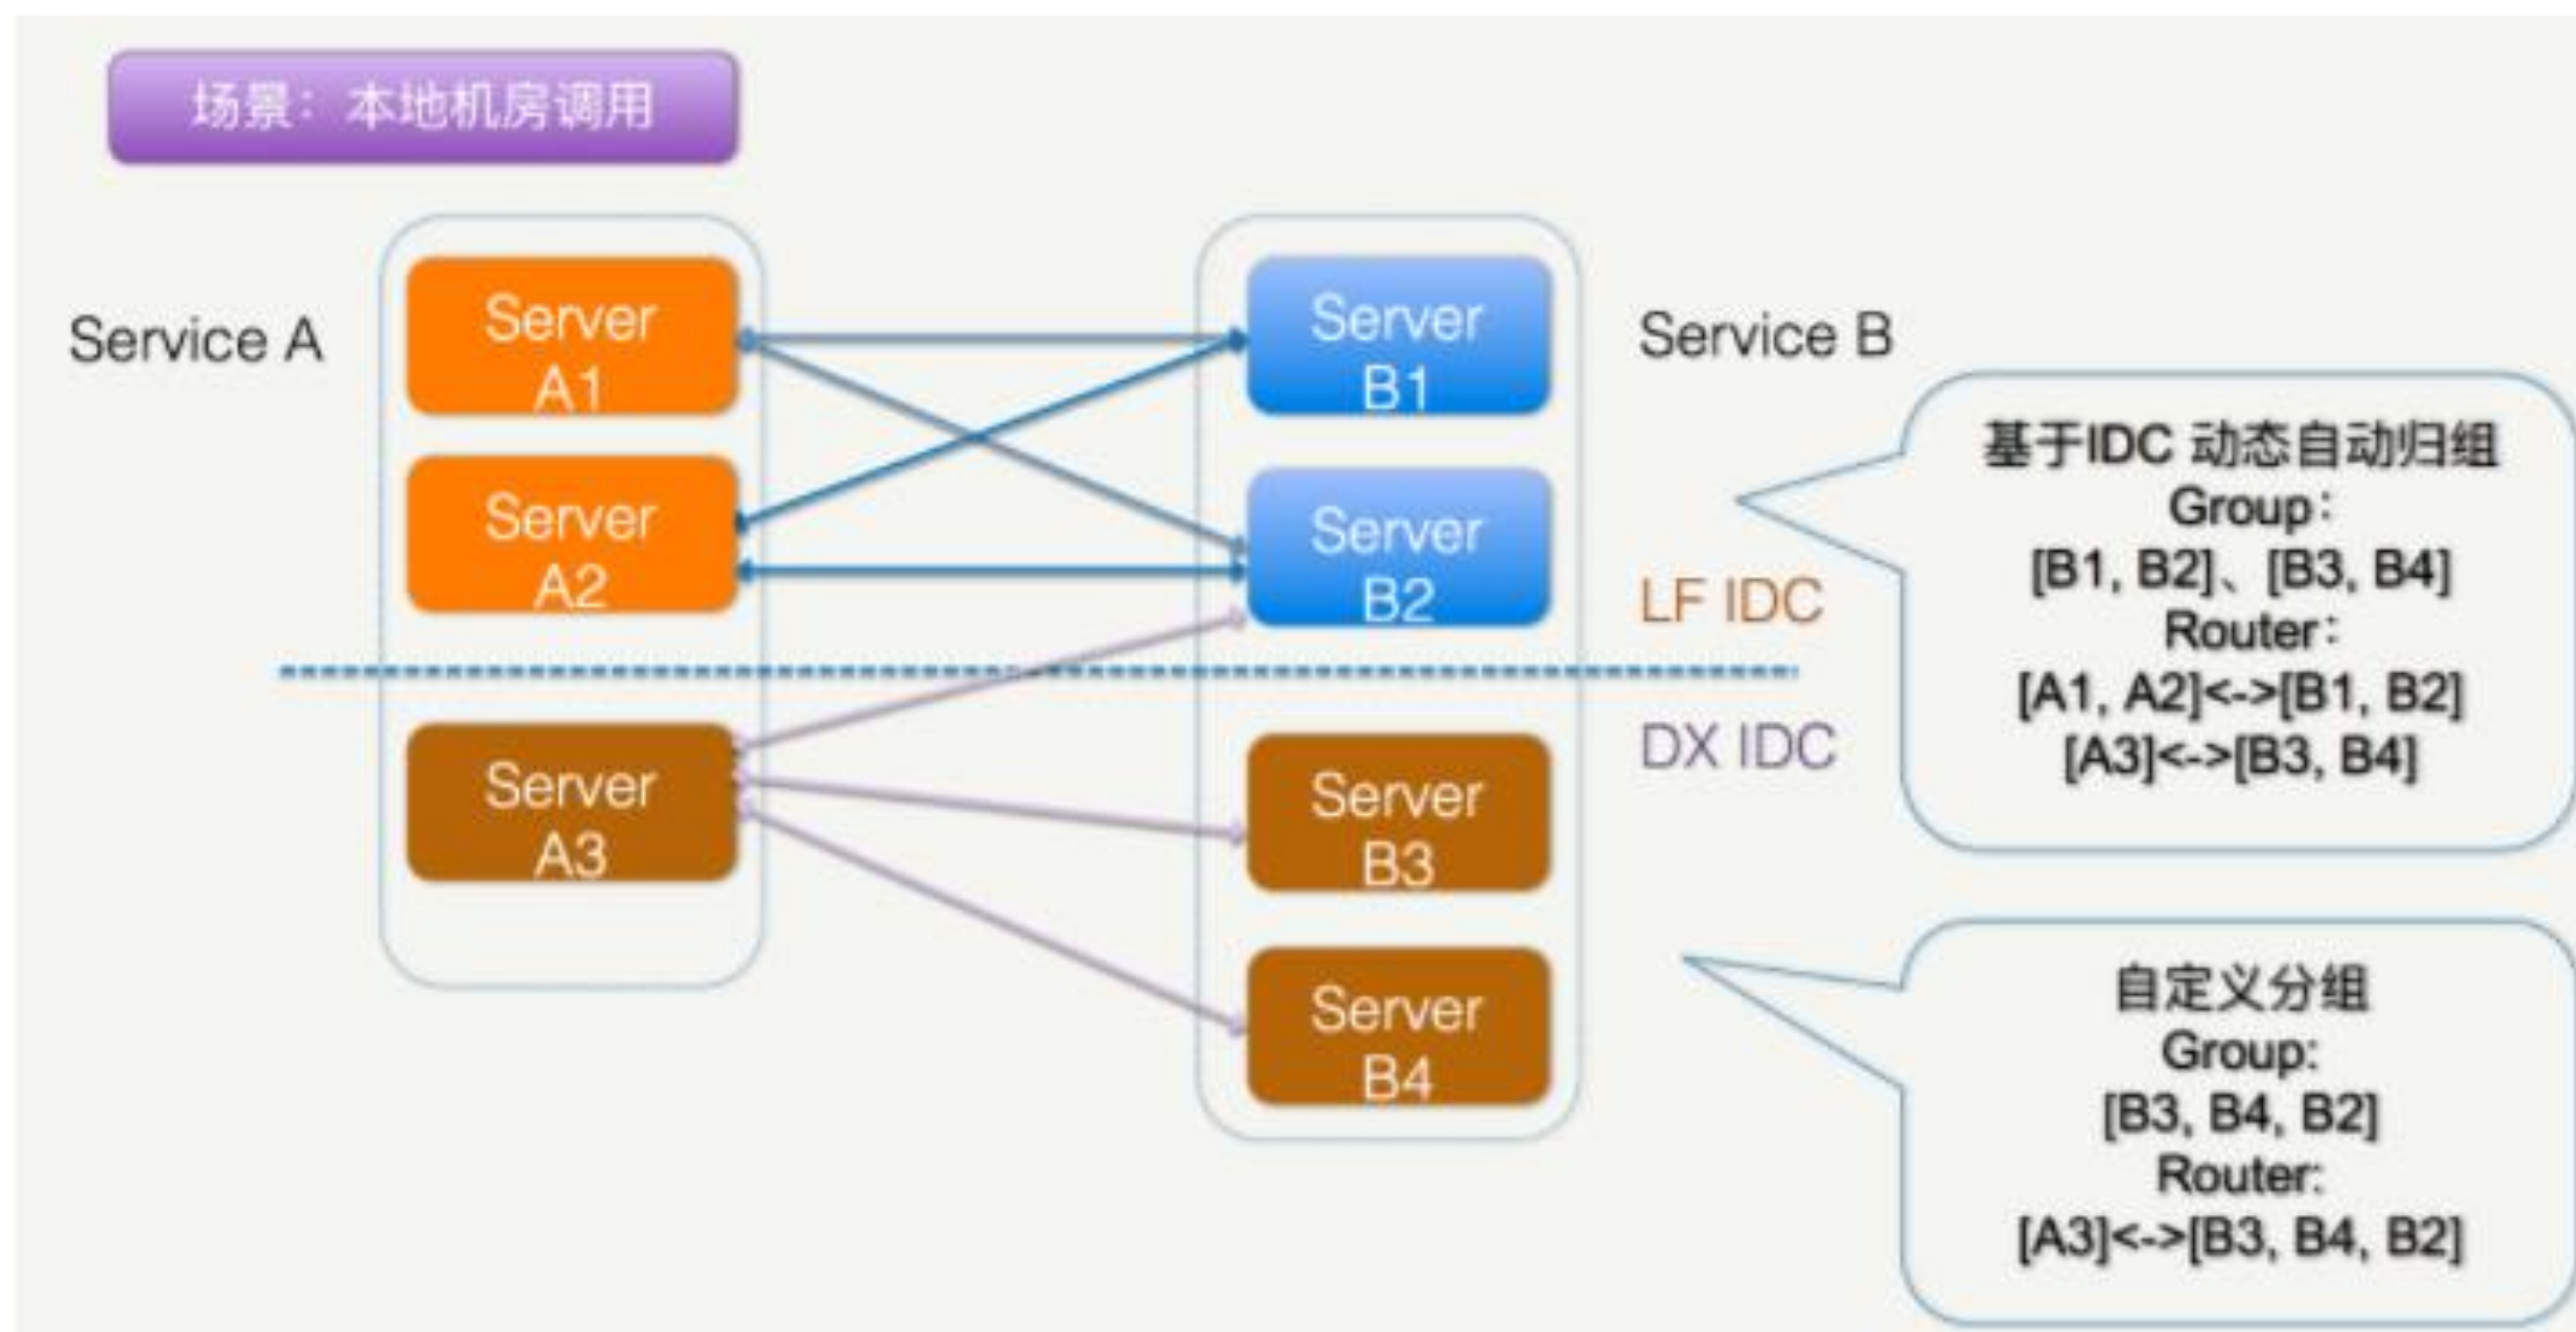 场景：本地机房调用
Service A
Server
A1
Server
A2
Server
A3
Server
B1
Server
B2
Server
B3
Server
B4
Service B
LF IDC
DX IDC
基于IDC 动态自动归组
Group：
[B1, B2]、[B3, B4]
Router：
[A1, A2]<->[B1, B2]
[A3]<->[B3, B4]
自定义分组
Group:
[B3, B4, B2]
Router:
[A3]<->[B3, B4, B2]